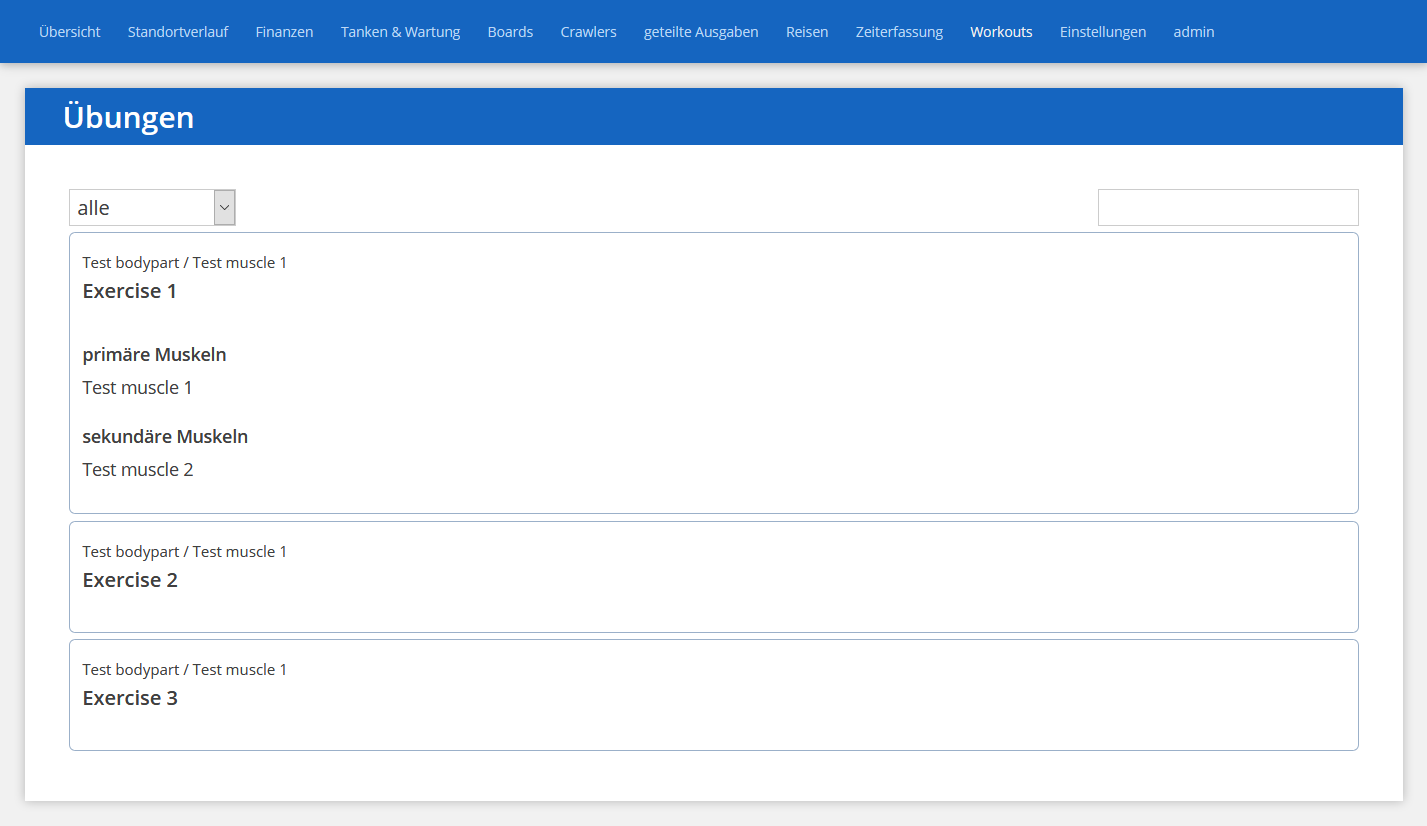 Übersicht Standortverlauf Finanzen Tanken & Wartung Boards Crawlers geteilte Ausgaben Reisen Zeiterfassung Workouts Einstellungen admin
Übungen
alle
Test bodypart / Test muscle 1
Exercise 1
primäre Muskeln
Test muscle 1
sekundäre Muskeln
Test muscle 2
Test bodypart / Test muscle 1
Exercise 2
Test bodypart / Test muscle 1
Exercise 3